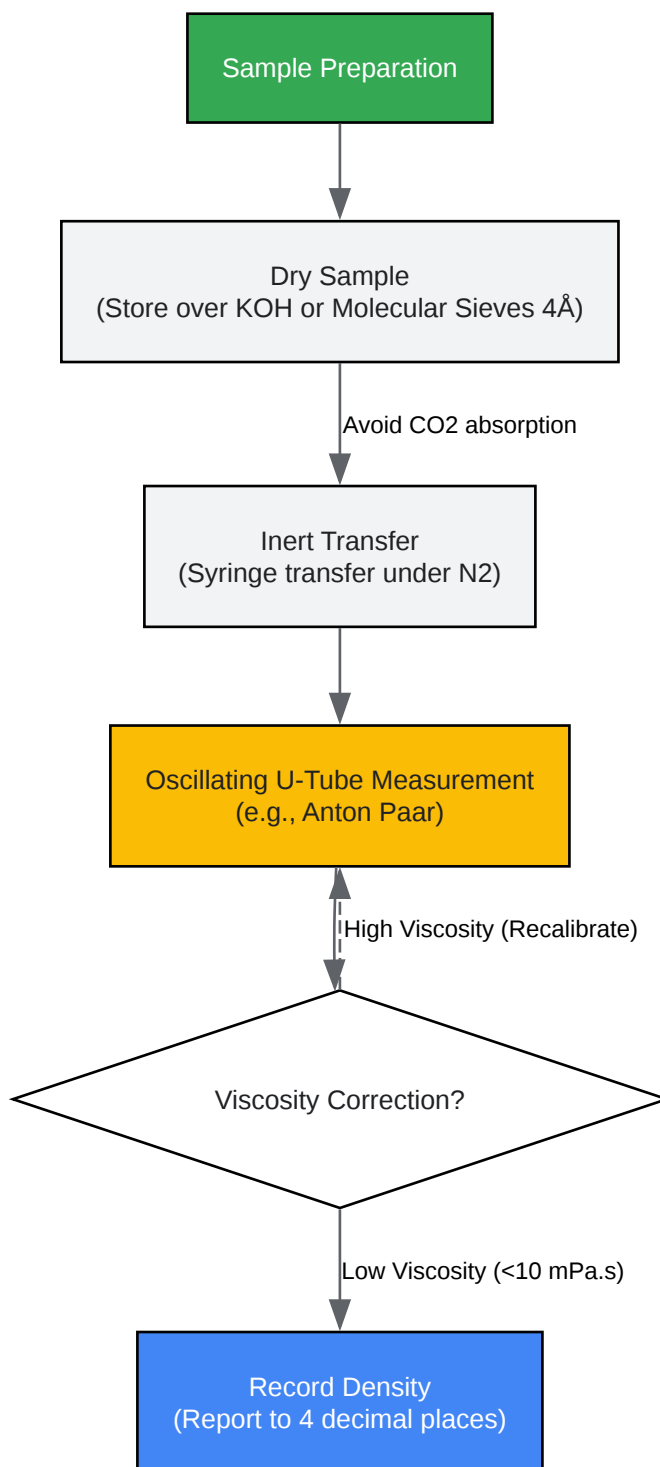 Sample Preparation
Dry Sample
(Store over KOH or Molecular Sieves 4Å)
Avoid CO2 absorption
Inert Transfer
(Syringe transfer under N2)
Oscillating U-Tube Measurement
(e.g., Anton Paar)
High Viscosity (Recalibrate)
Viscosity Correction?
Low Viscosity (<10 mPa.s)
Record Density
(Report to 4 decimal places)